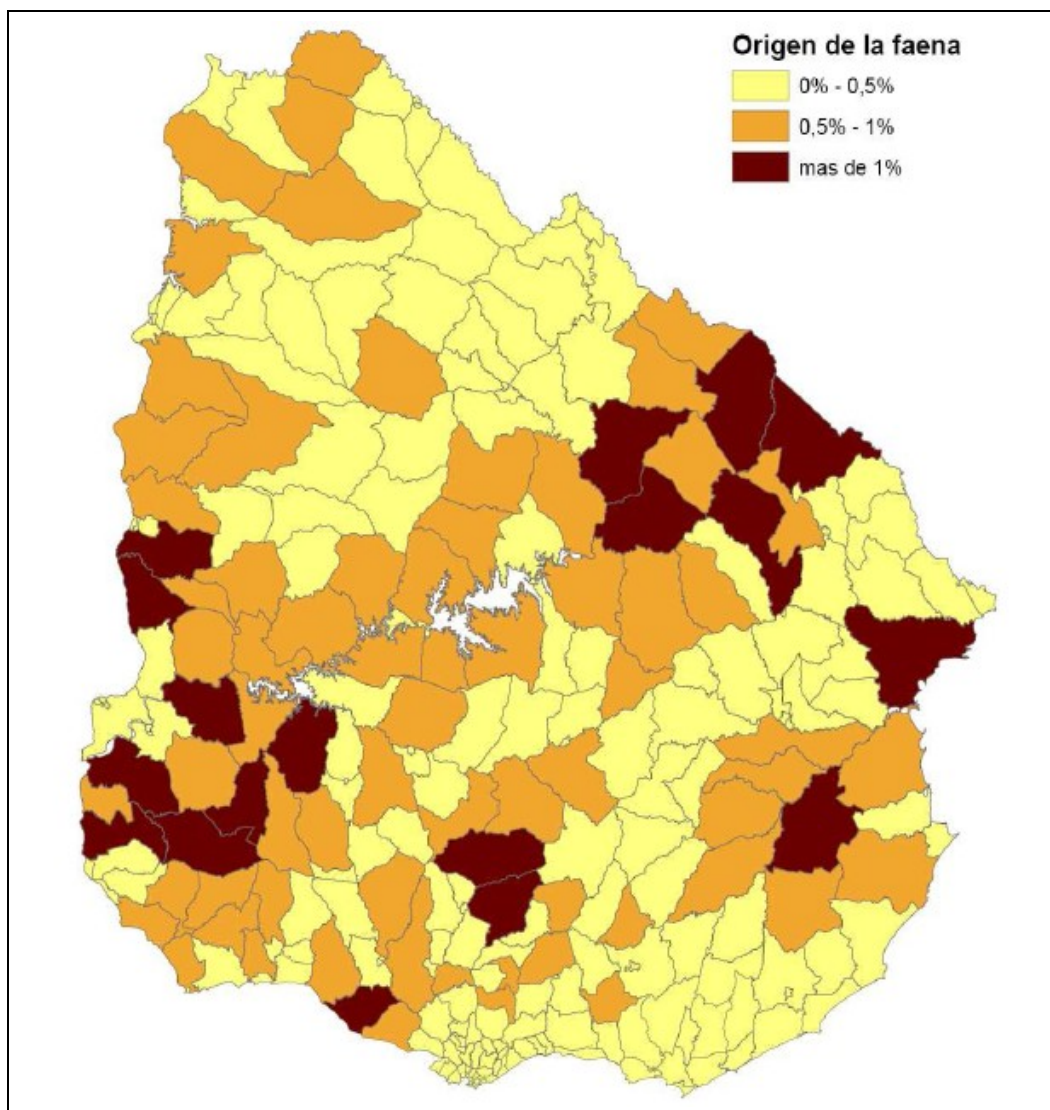 Origen de la faena
0% - 0,5%
0,5% - 1%
mas de 1%